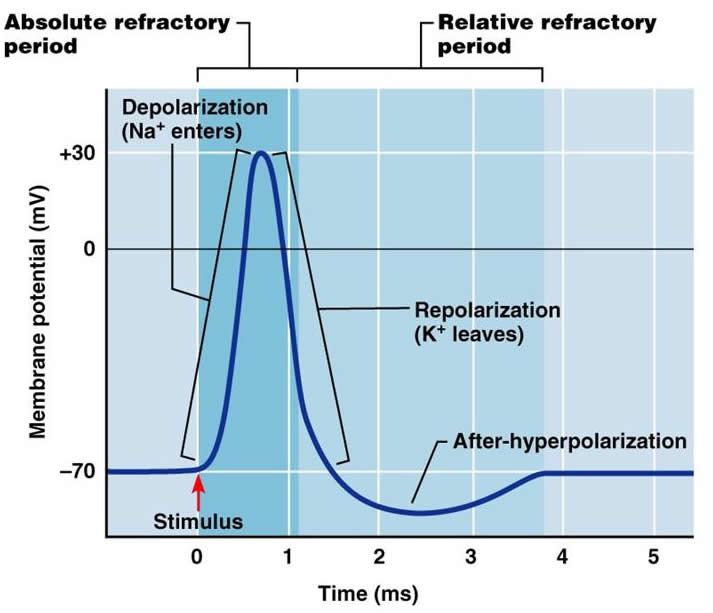 Absolute refractory
period
Relative refractory
period
Depolarization
(Na⁺ enters)
+30
0
Membrane potential (mV)
Repolarization
(K⁺ leaves)
After-hyperpolarization
–70
Stimulus
0 1 2 3 4 5
Time (ms)